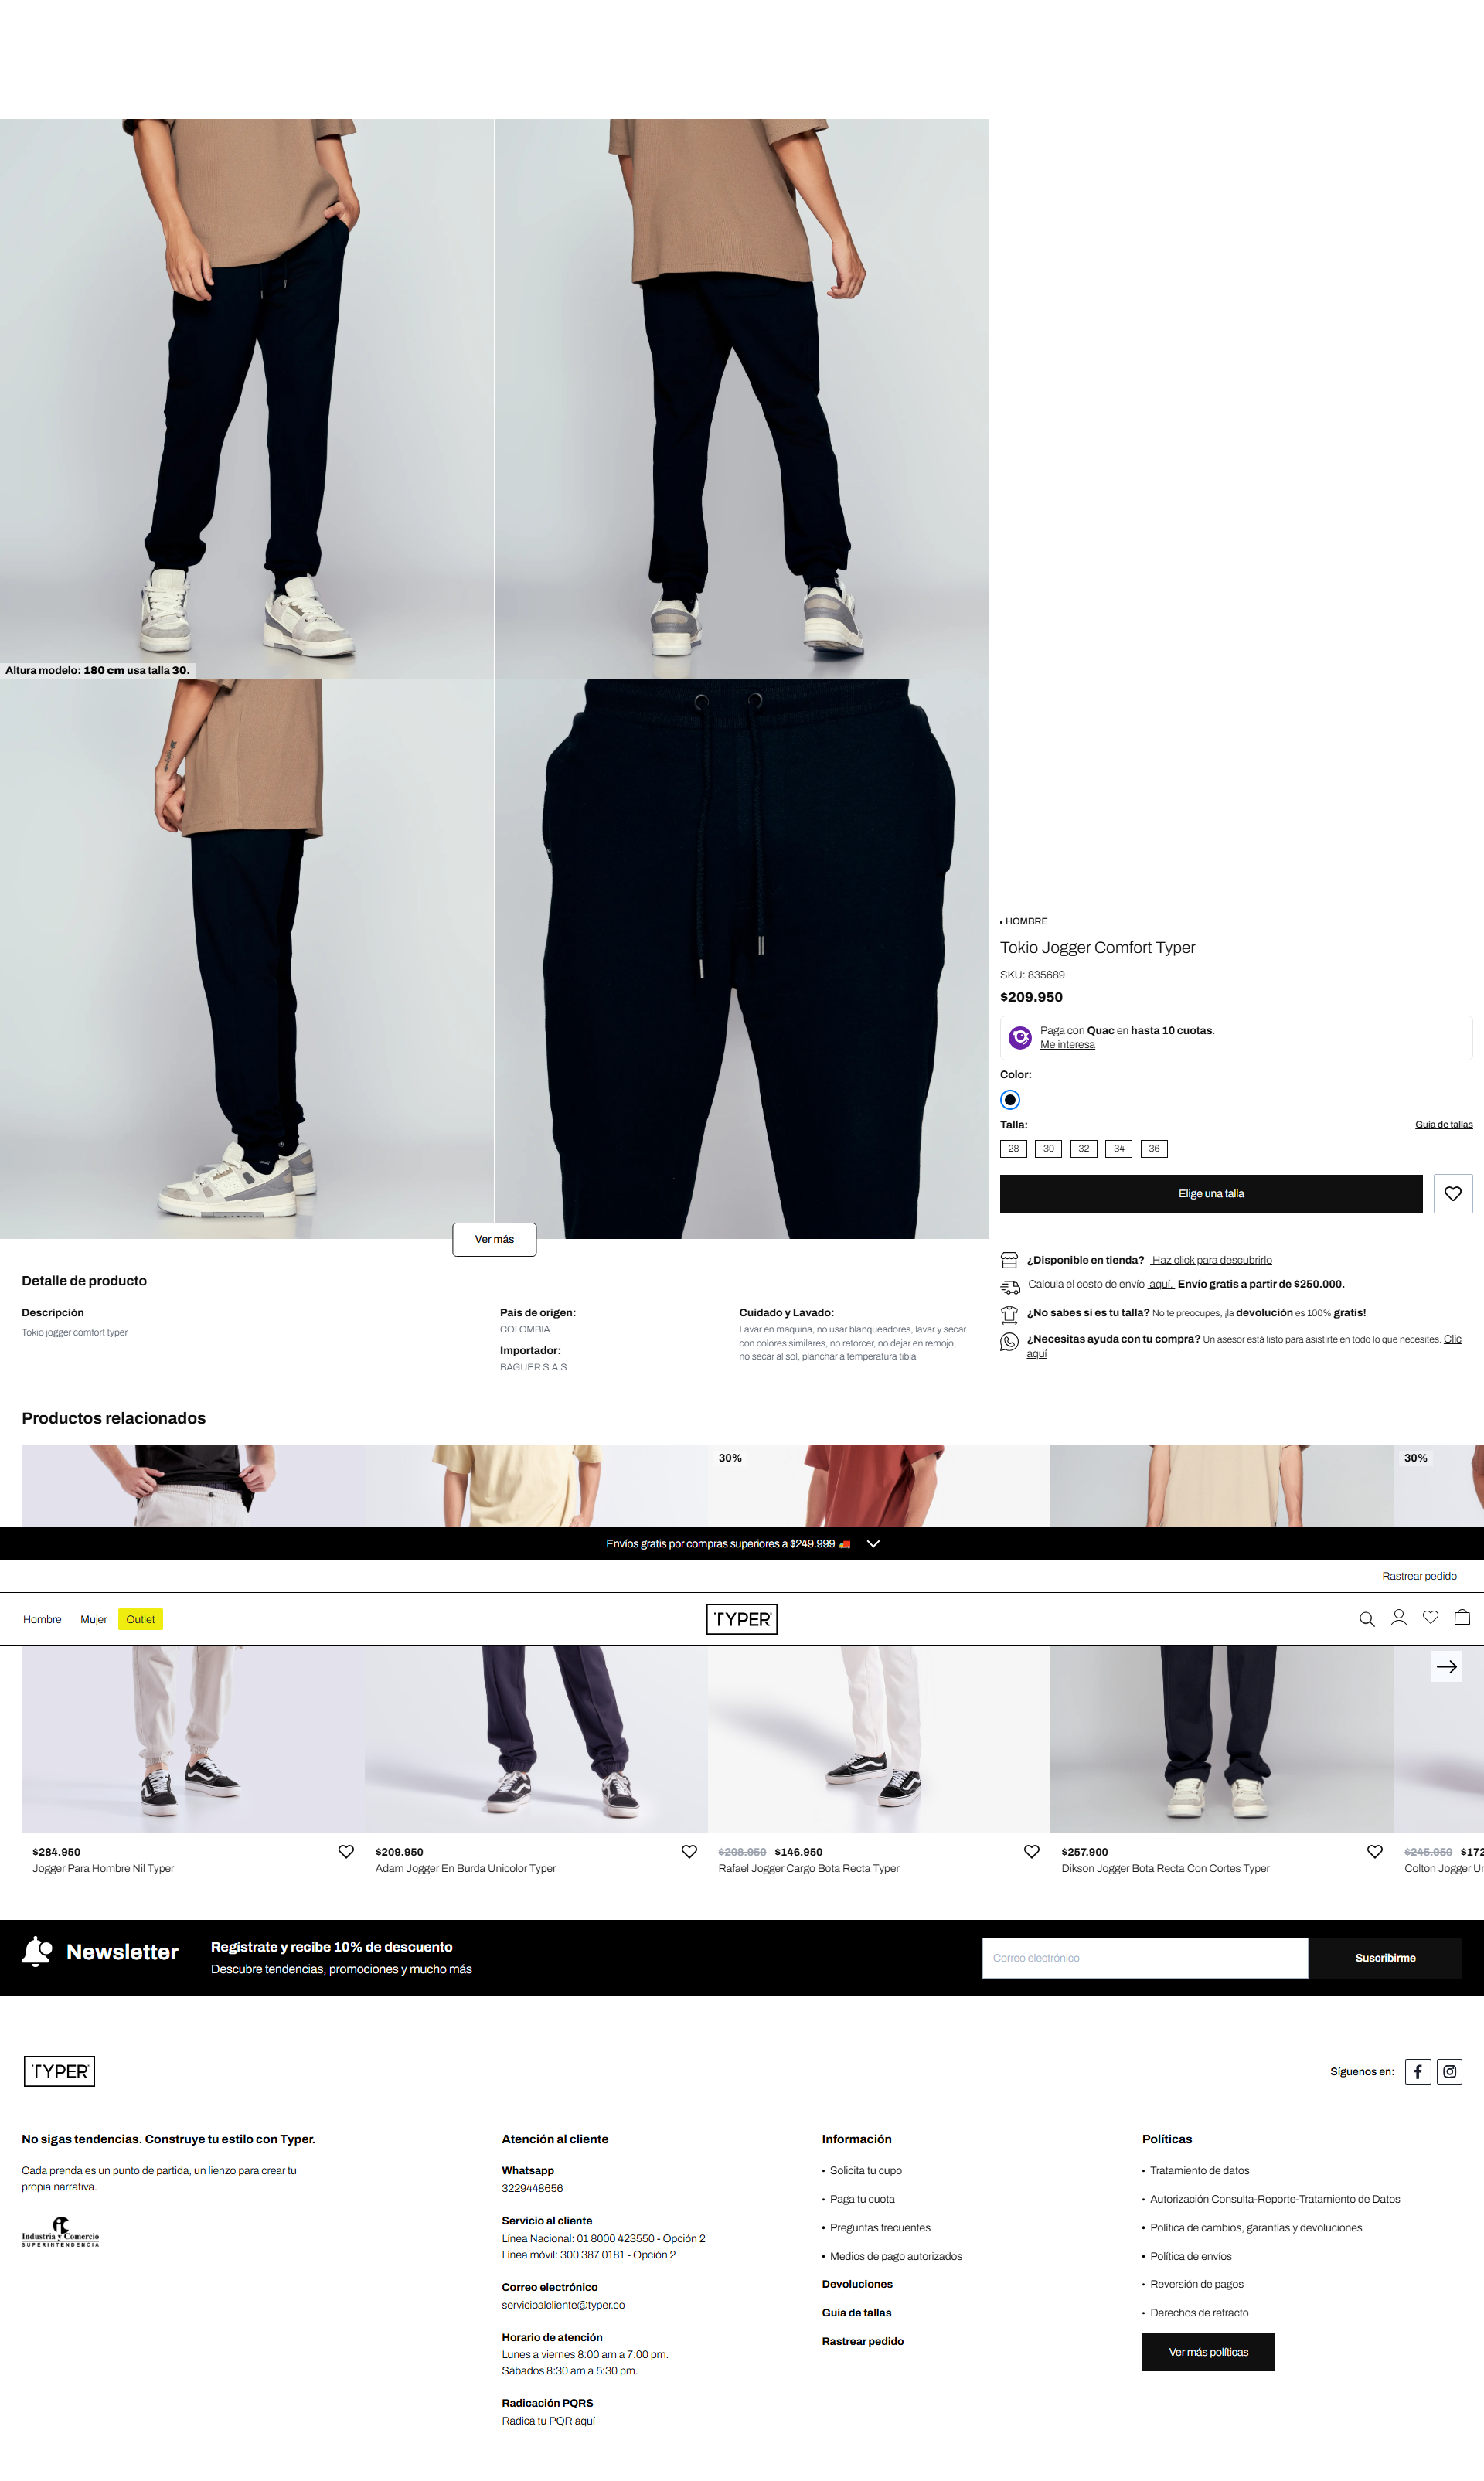 Altura modelo: 180 cm usa talla 30.
• HOMBRE
Tokio Jogger Comfort Typer
SKU: 835689
$209.950
Paga con Quac en hasta 10 cuotas.
Me interesa
Color:
Talla:
Guía de tallas
28 30 32 34 36
Elige una talla
Ver más
¿Disponible en tienda? Haz click para descubrirlo
Calcula el costo de envío aquí. Envío gratis a partir de $250.000.
¿No sabes si es tu talla? No te preocupes, ¡la devolución es 100% gratis!
¿Necesitas ayuda con tu compra? Un asesor está listo para asistirte en todo lo que necesites. Clic
aquí
Detalle de producto
Descripción
Tokio jogger comfort typer
País de origen:
COLOMBIA
Importador:
BAGUER S.A.S
Cuidado y Lavado:
Lavar en maquina, no usar blanqueadores, lavar y secar
con colores similares, no retorcer, no dejar en remojo,
no secar al sol, planchar a temperatura tibia
Productos relacionados
30%
30%
Envíos gratis por compras superiores a $249.999
Rastrear pedido
Hombre Mujer Outlet
TYPER
$284.950
Jogger Para Hombre Nil Typer
$209.950
Adam Jogger En Burda Unicolor Typer
$208.950 $146.950
Rafael Jogger Cargo Bota Recta Typer
$257.900
Dikson Jogger Bota Recta Con Cortes Typer
$245.950 $172
Colton Jogger Un
Newsletter
Regístrate y recibe 10% de descuento
Descubre tendencias, promociones y mucho más
Correo electrónico
Suscribirme
TYPER
Síguenos en:
No sigas tendencias. Construye tu estilo con Typer.
Cada prenda es un punto de partida, un lienzo para crear tu
propia narrativa.
Industria y Comercio
SUPERINTENDENCIA
Atención al cliente
Whatsapp
3229448656
Servicio al cliente
Línea Nacional: 01 8000 423550 - Opción 2
Línea móvil: 300 387 0181 - Opción 2
Correo electrónico
servicioalcliente@typer.co
Horario de atención
Lunes a viernes 8:00 am a 7:00 pm.
Sábados 8:30 am a 5:30 pm.
Radicación PQRS
Radica tu PQR aquí
Información
• Solicita tu cupo
• Paga tu cuota
• Preguntas frecuentes
• Medios de pago autorizados
Devoluciones
Guía de tallas
Rastrear pedido
Políticas
• Tratamiento de datos
• Autorización Consulta-Reporte-Tratamiento de Datos
• Política de cambios, garantías y devoluciones
• Política de envíos
• Reversión de pagos
• Derechos de retracto
Ver más políticas